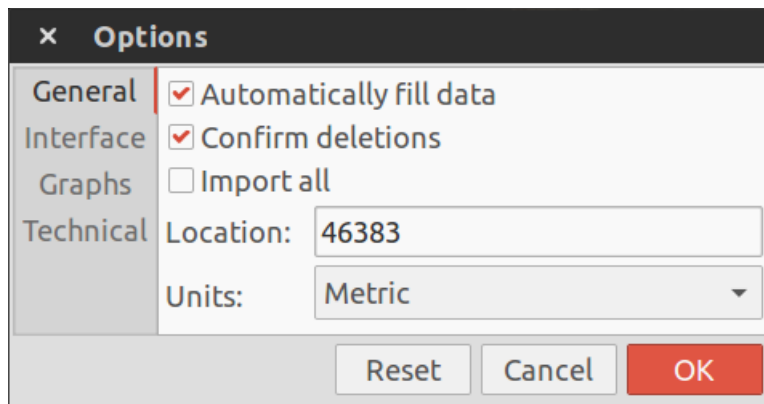 × Options
General
Interface
Graphs
Technical
Automatically fill data
Confirm deletions
Import all
Location: 46383
Units: Metric
Reset Cancel OK